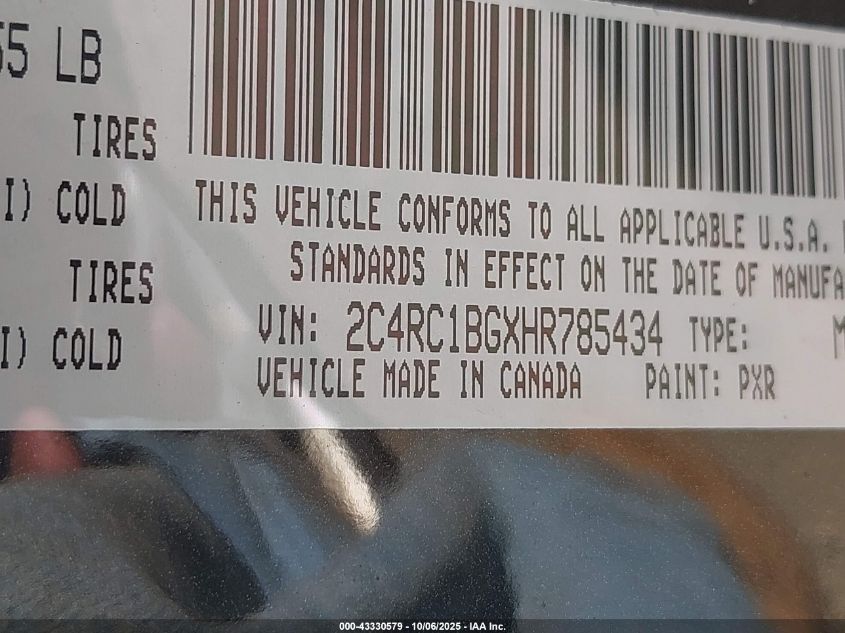 55 LB
TIRES
I) COLD
THIS VEHICLE CONFORMS TO ALL APPLICABLE U.S.A.
TIRES
STANDARDS IN EFFECT ON THE DATE OF MANUFA
I) COLD
VIN: 2C4RC1BGXHR785434 TYPE: M
VEHICLE MADE IN CANADA PAINT: PXR
000-43330579 - 10/06/2025 - IAA Inc.